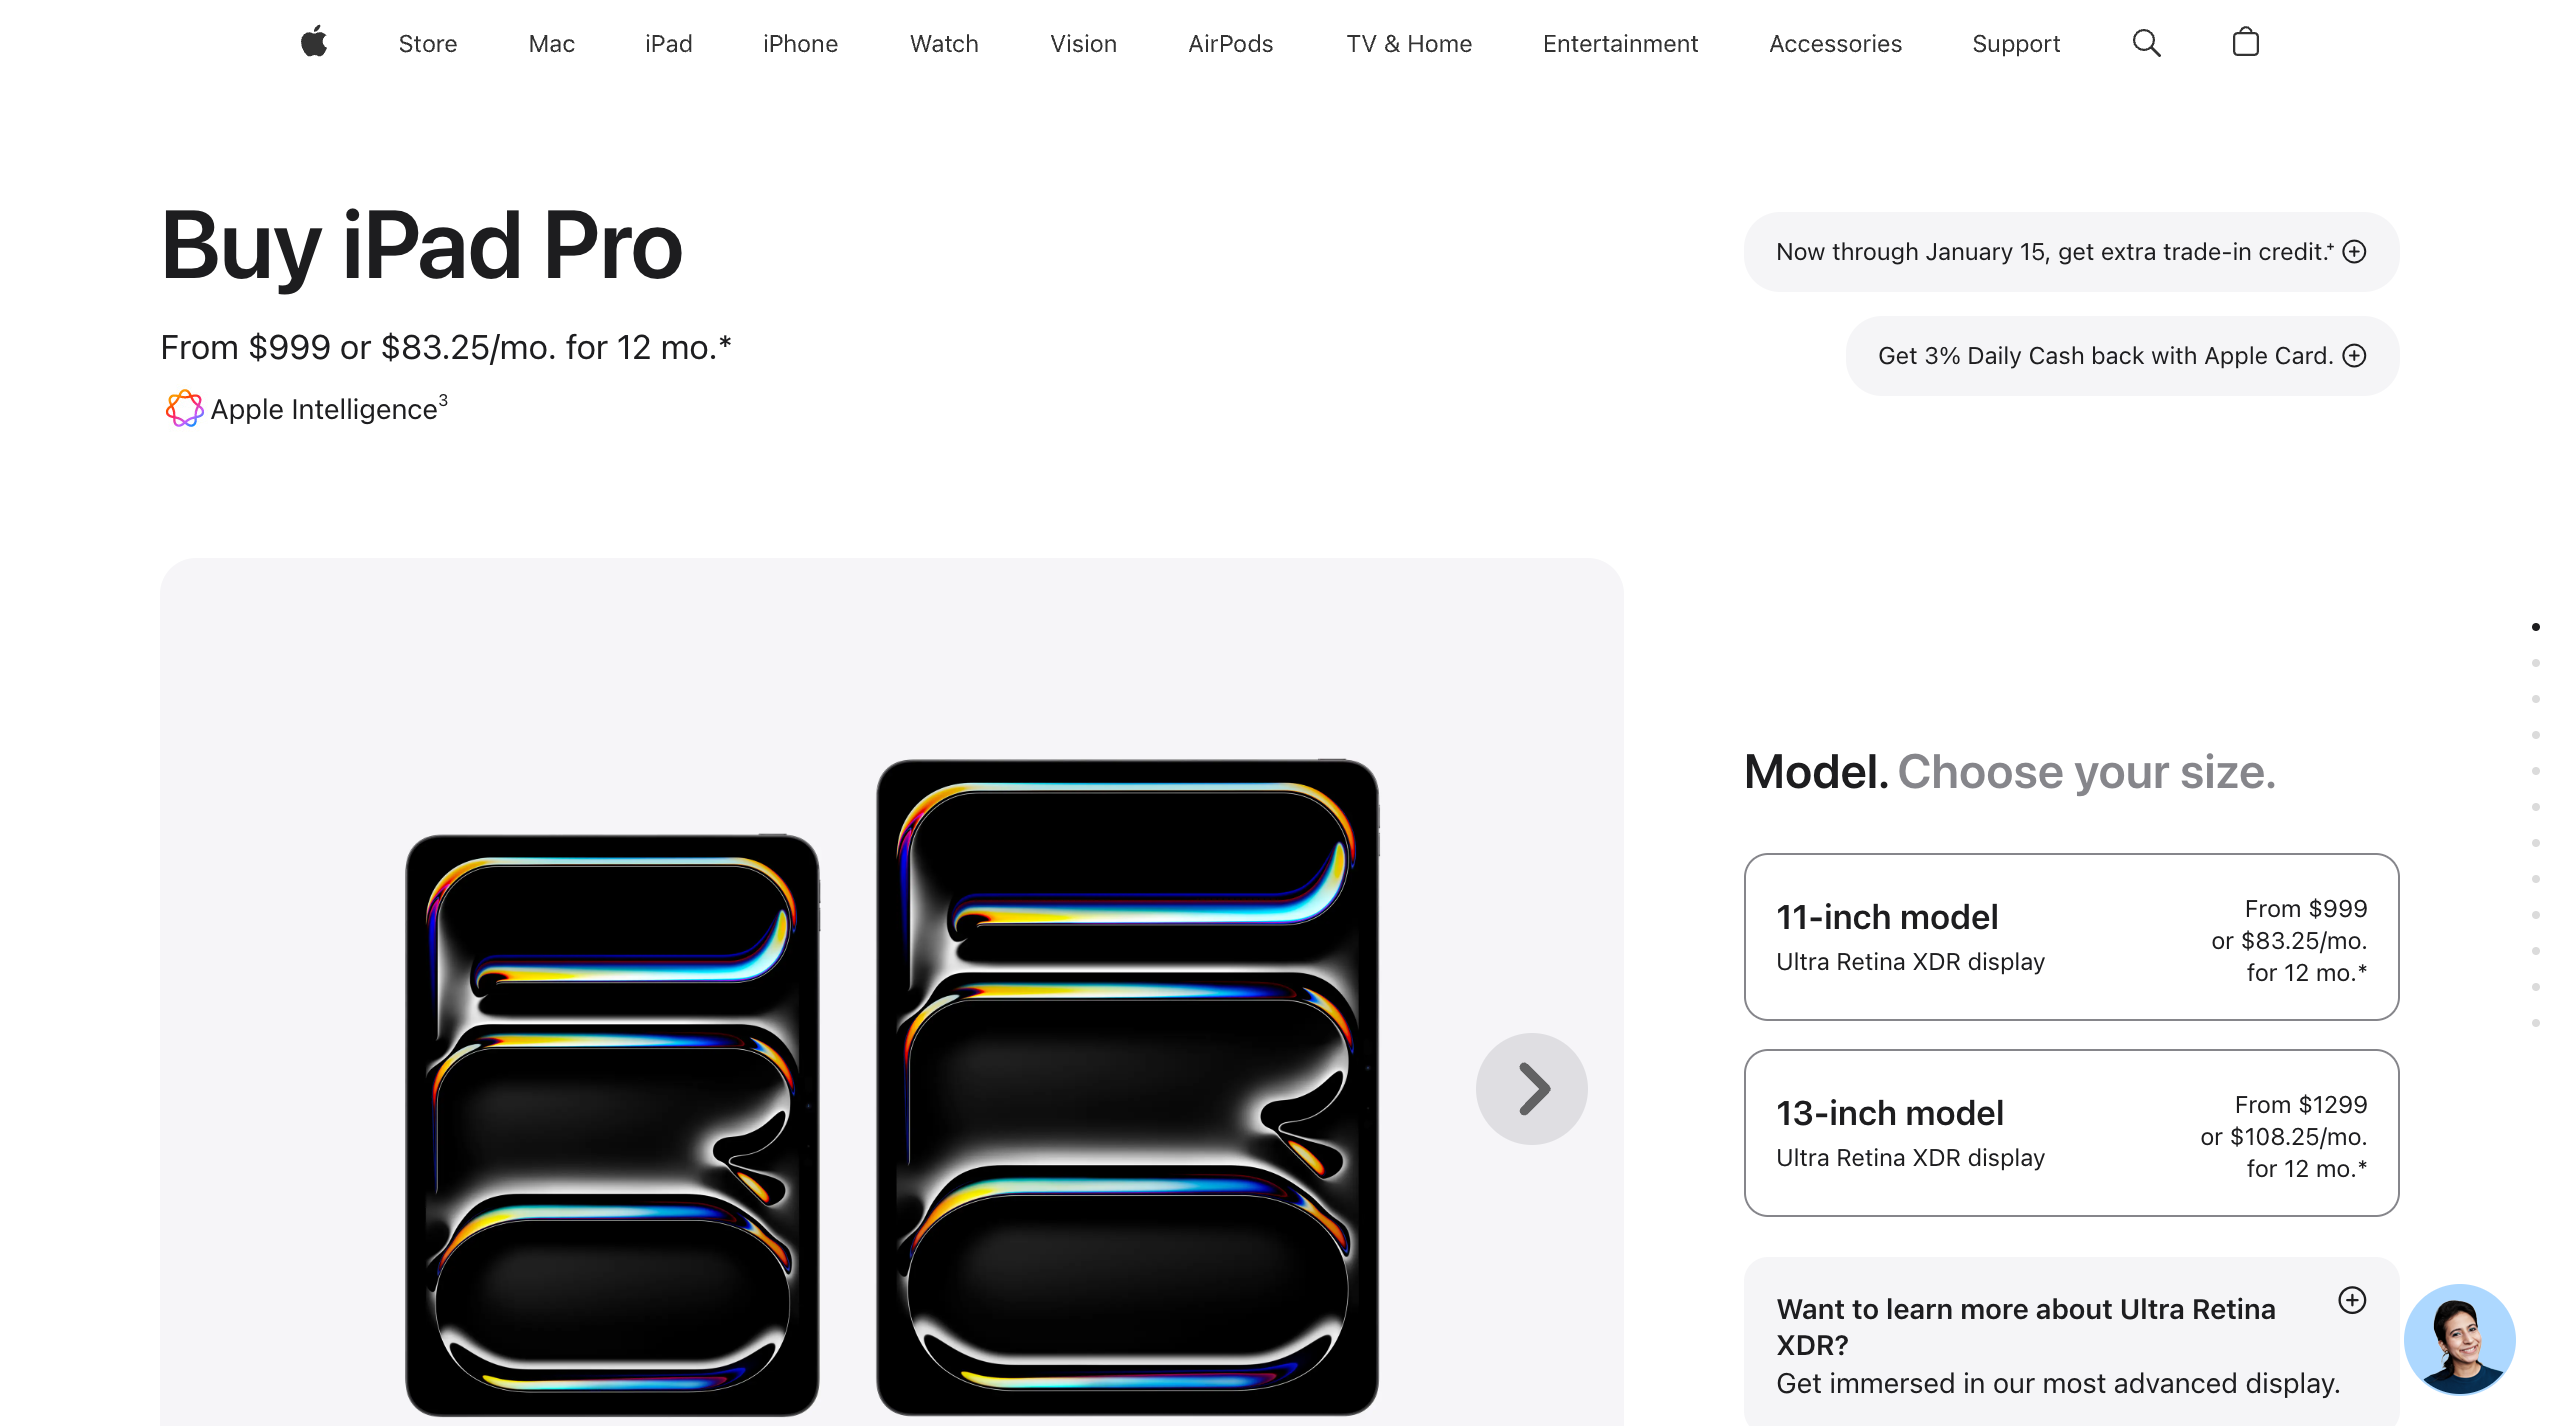 Store
Mac
iPad
iPhone
Watch
Vision
AirPods
TV & Home
Entertainment
Accessories
Support
Buy iPad Pro
From $999 or $83.25/mo. for 12 mo.*
Apple Intelligence³
Now through January 15, get extra trade-in credit.⁺
Get 3% Daily Cash back with Apple Card.
Model. Choose your size.
11-inch model
Ultra Retina XDR display
From $999
or $83.25/mo.
for 12 mo.*
13-inch model
Ultra Retina XDR display
From $1299
or $108.25/mo.
for 12 mo.*
Want to learn more about Ultra Retina
XDR?
Get immersed in our most advanced display.